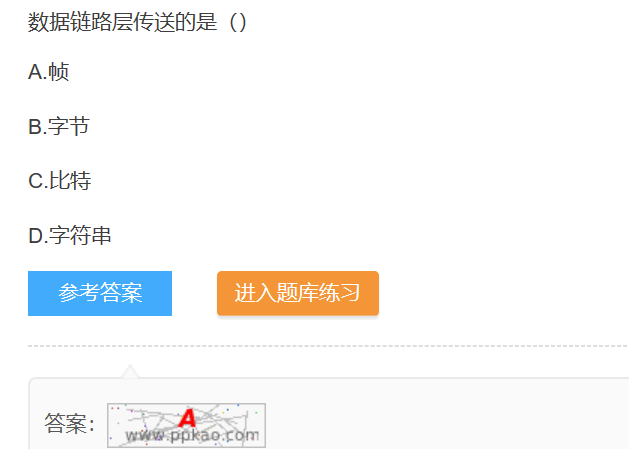 数据链路层传送的是（）
A.帧
B.字节
C.比特
D.字符串
参考答案 进入题库练习
答案： A
www.ppkao.com